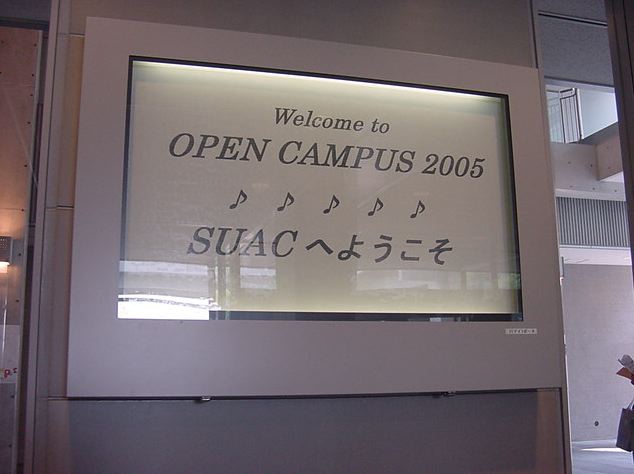 Welcome to
OPEN CAMPUS 2005
♪ ♪ ♪ ♪ ♪
SUACへようこそ